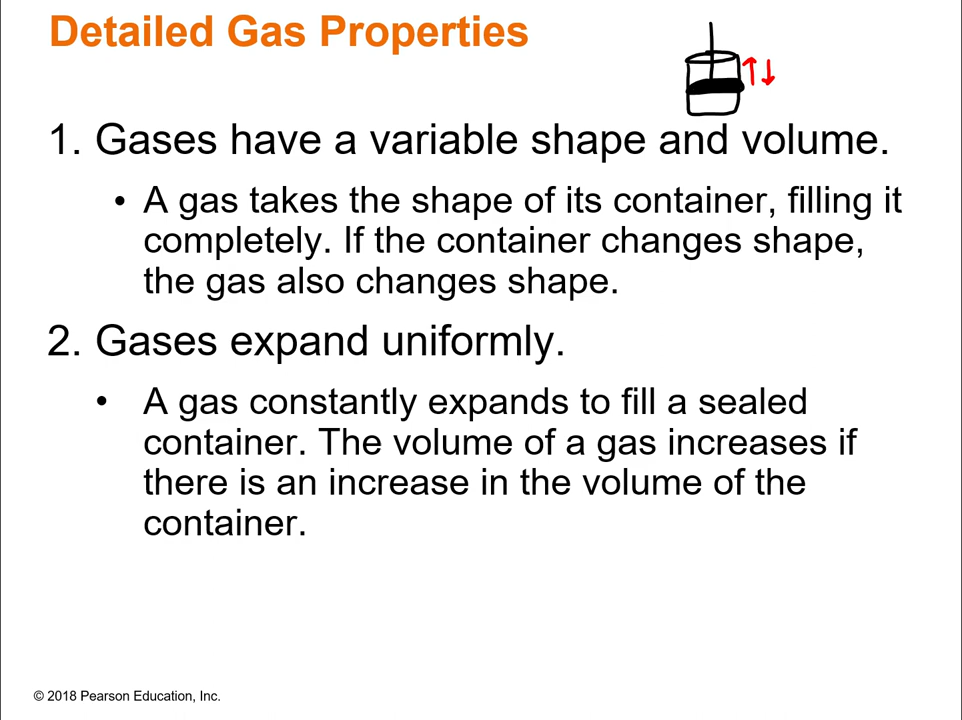 Detailed Gas Properties
1. Gases have a variable shape and volume.
• A gas takes the shape of its container, filling it
completely. If the container changes shape,
the gas also changes shape.
2. Gases expand uniformly.
• A gas constantly expands to fill a sealed
container. The volume of a gas increases if
there is an increase in the volume of the
container.
© 2018 Pearson Education, Inc.